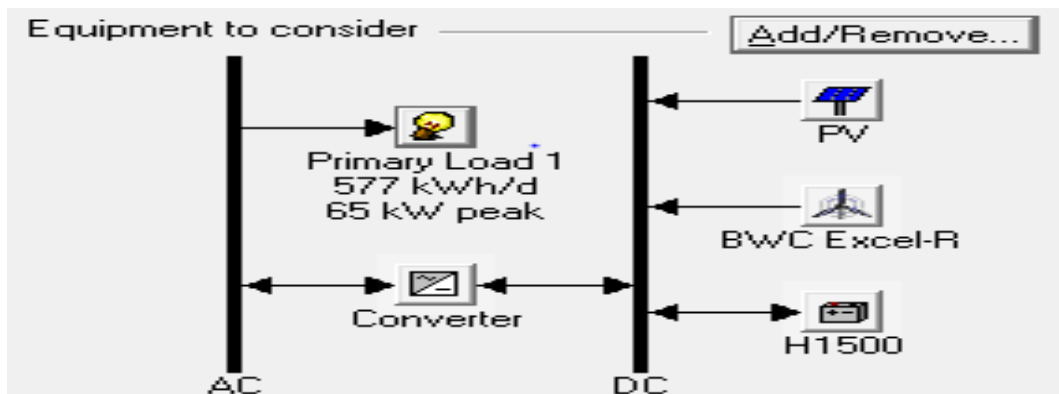 Equipment to consider
Add/Remove...
PV
Primary Load 1
577 kWh/d
65 kW peak
BWC Excel-R
Converter
H1500
AC
DC